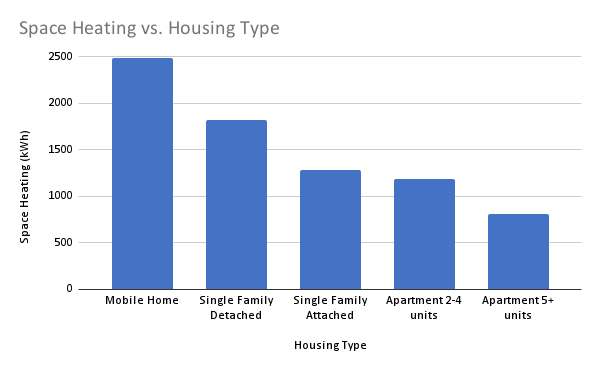 Space Heating vs. Housing Type
Space Heating (kWh)
2500
2000
1500
1000
500
0
Mobile Home
Single Family
Detached
Single Family
Attached
Apartment 2-4
units
Apartment 5+
units
Housing Type